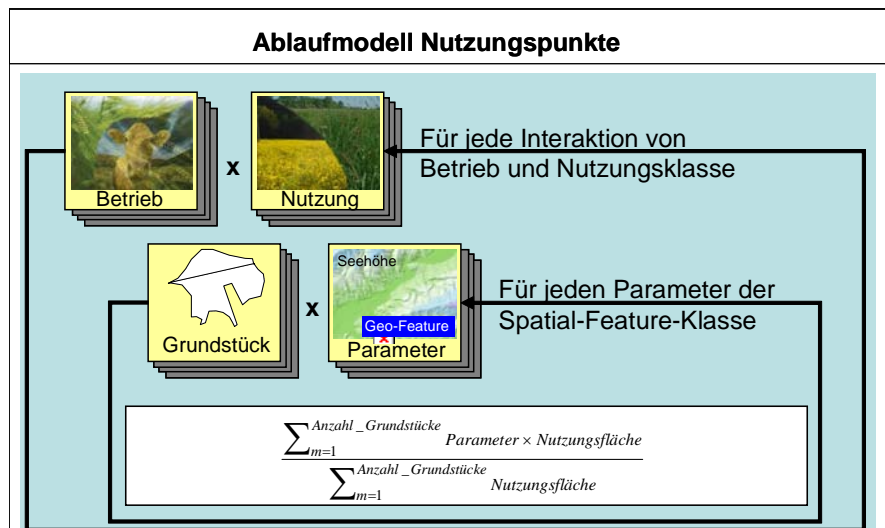 Ablaufmodell Nutzungspunkte
Betrieb
x
Nutzung
Für jede Interaktion von
Betrieb und Nutzungsklasse
Grundstück
x
Seehöhe
Geo-Feature
x
Parameter
Für jeden Parameter der
Spatial-Feature-Klasse
∑_{m=1}^{Anzahl_Grundstücke} Parameter × Nutzungsfläche
∑_{m=1}^{Anzahl_Grundstücke} Nutzungsfläche